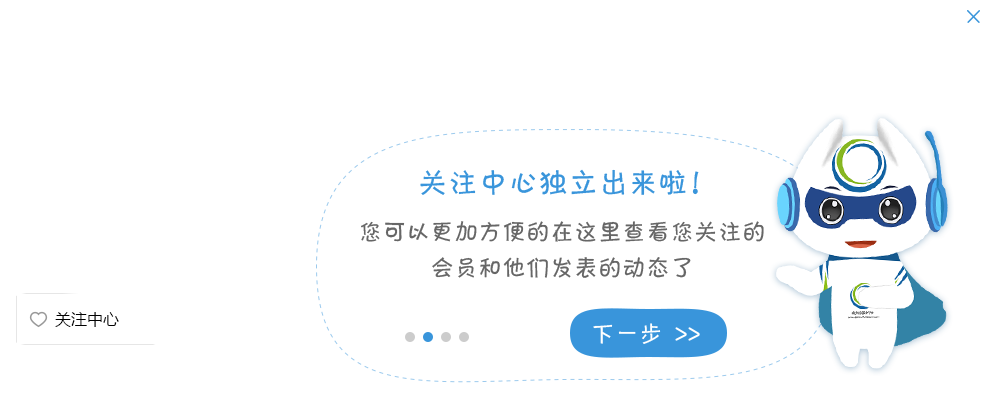 关注中心独立出来啦!
您可以更加方便的在这里查看您关注的
会员和他们发表的动态了
关注中心
下一步 >>